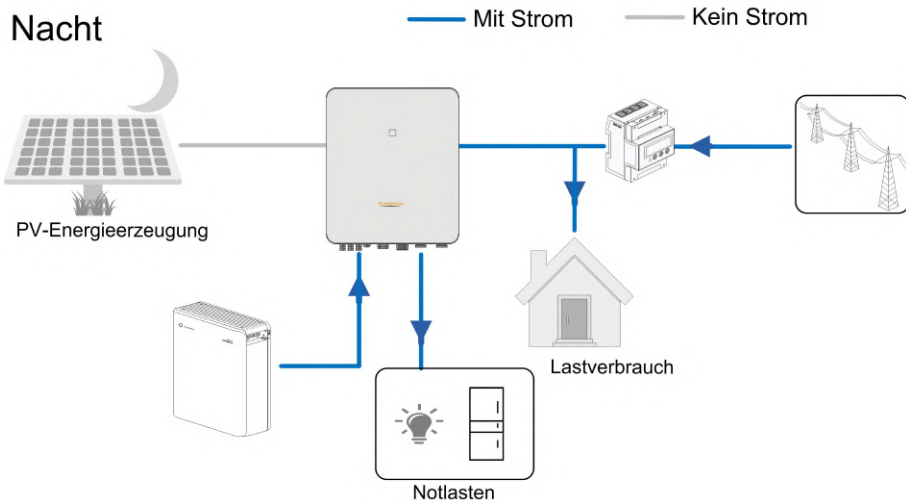 Nacht
Mit Strom
Kein Strom
PV-Energieerzeugung
Lastverbrauch
Notlasten